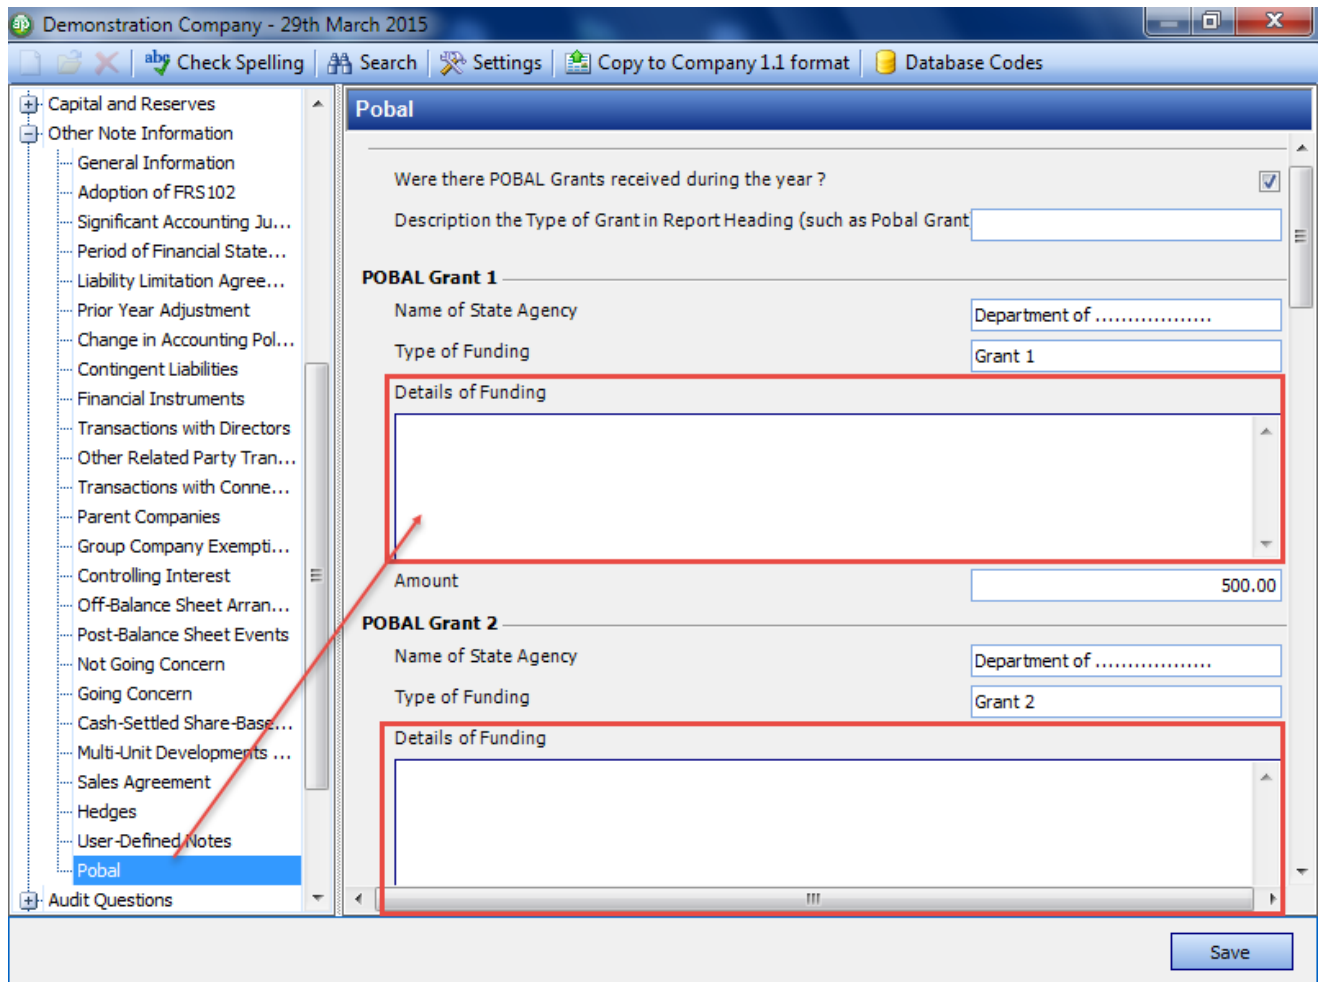 Demonstration Company - 29th March 2015
Check Spelling Search Settings Copy to Company 1.1 format Database Codes
Capital and Reserves
Other Note Information
General Information
Adoption of FRS102
Significant Accounting Ju...
Period of Financial State...
Liability Limitation Agree...
Prior Year Adjustment
Change in Accounting Pol...
Contingent Liabilities
Financial Instruments
Transactions with Directors
Other Related Party Tran...
Transactions with Conne...
Parent Companies
Group Company Exempti...
Controlling Interest
Off-Balance Sheet Arran...
Post-Balance Sheet Events
Not Going Concern
Going Concern
Cash-Settled Share-Base...
Multi-Unit Developments ...
Sales Agreement
Hedges
User-Defined Notes
Pobal
Audit Questions
Pobal
Were there POBAL Grants received during the year ?
Description the Type of Grant in Report Heading (such as Pobal Grant
POBAL Grant 1
Name of State Agency Department of ..................
Type of Funding Grant 1
Details of Funding
Amount 500.00
POBAL Grant 2
Name of State Agency Department of ..................
Type of Funding Grant 2
Details of Funding
Save